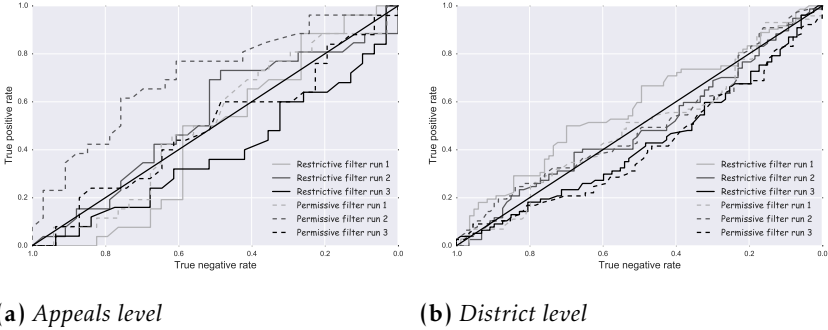 1.0
0.8
0.6
0.4
0.2
0.0
True positive rate
1.0 0.8 0.6 0.4 0.2 0.0
True negative rate
Restrictive filter run 1
Restrictive filter run 2
Restrictive filter run 3
Permissive filter run 1
Permissive filter run 2
Permissive filter run 3
(a) Appeals level
1.0
0.8
0.6
0.4
0.2
0.0
True positive rate
1.0 0.8 0.6 0.4 0.2 0.0
True negative rate
Restrictive filter run 1
Restrictive filter run 2
Restrictive filter run 3
Permissive filter run 1
Permissive filter run 2
Permissive filter run 3
(b) District level